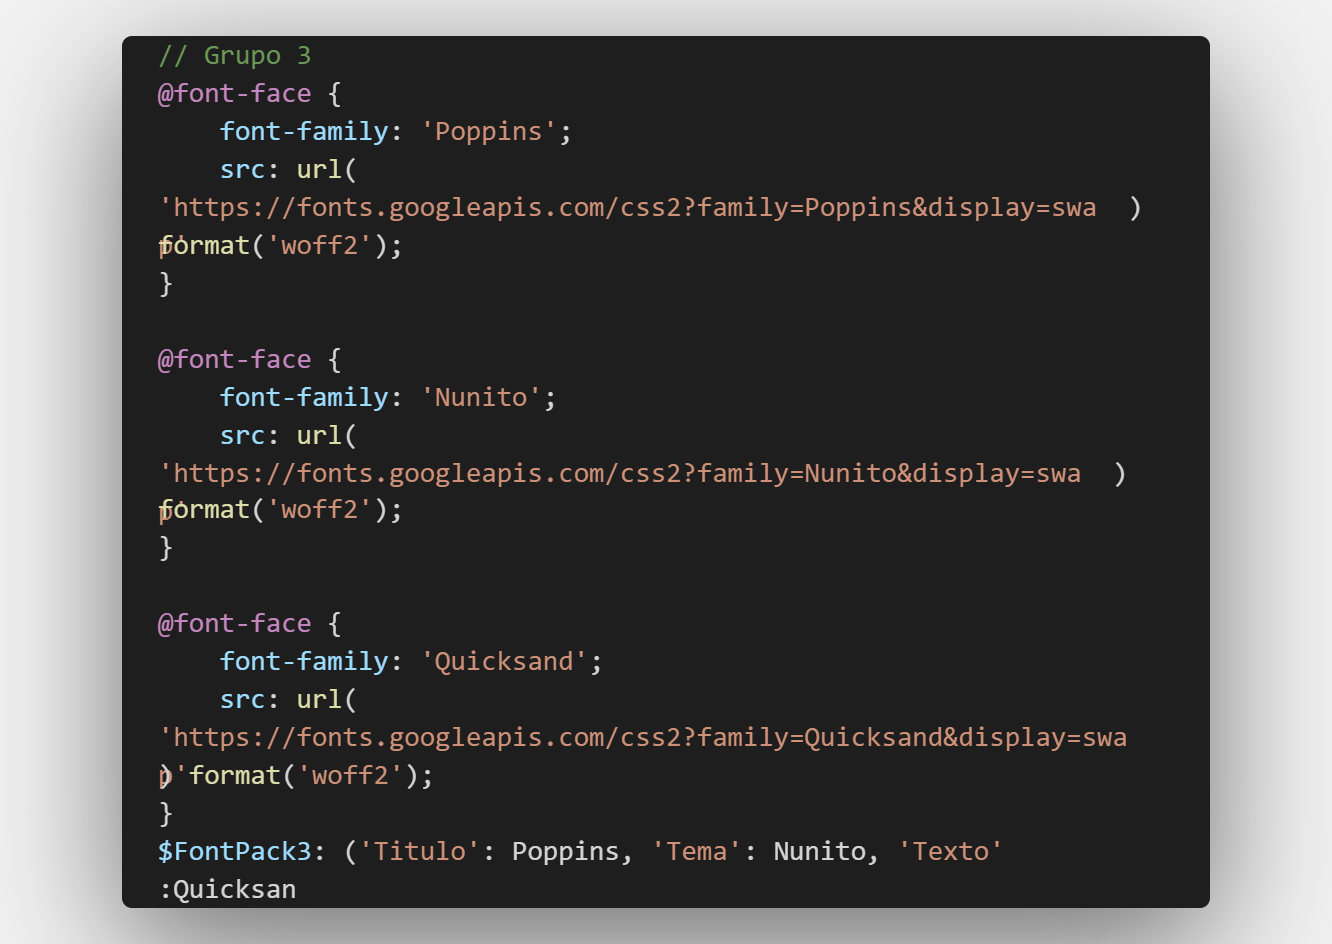 // Grupo 3
@font-face {
    font-family: 'Poppins';
    src: url(
'https://fonts.googleapis.com/css2?family=Poppins&display=swa  )
p' format('woff2');
}

@font-face {
    font-family: 'Nunito';
    src: url(
'https://fonts.googleapis.com/css2?family=Nunito&display=swa  )
p' format('woff2');
}

@font-face {
    font-family: 'Quicksand';
    src: url(
'https://fonts.googleapis.com/css2?family=Quicksand&display=swa
p') format('woff2');
}
$FontPack3: ('Titulo': Poppins, 'Tema': Nunito, 'Texto'
:Quicksan